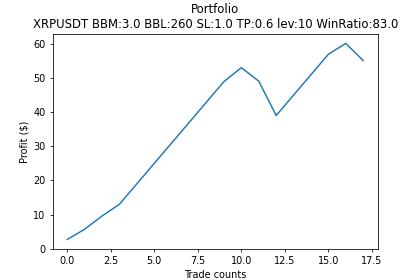 Portfolio
XRPUSDT BBM:3.0 BBL:260 SL:1.0 TP:0.6 lev:10 WinRatio:83.0
60
50
40
30
20
10
0
Profit ($)
0.0 2.5 5.0 7.5 10.0 12.5 15.0 17.5
Trade counts